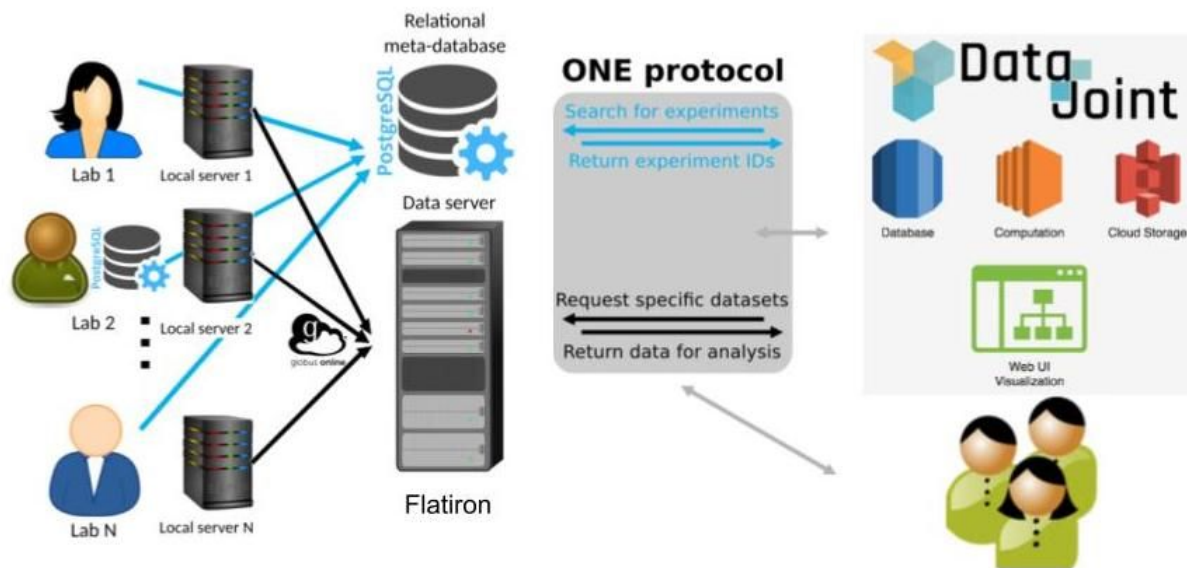 Relational
meta-database
PostgreSQL
Lab 1
Local server 1
Data server
PostgreSQL
Lab 2
Local server 2
g
globus online
Lab N
Local server N
Flatiron
ONE protocol
Search for experiments
Return experiment IDs
Request specific datasets
Return data for analysis
Data
Joint
Database
Computation
Cloud Storage
Web UI
Visualization